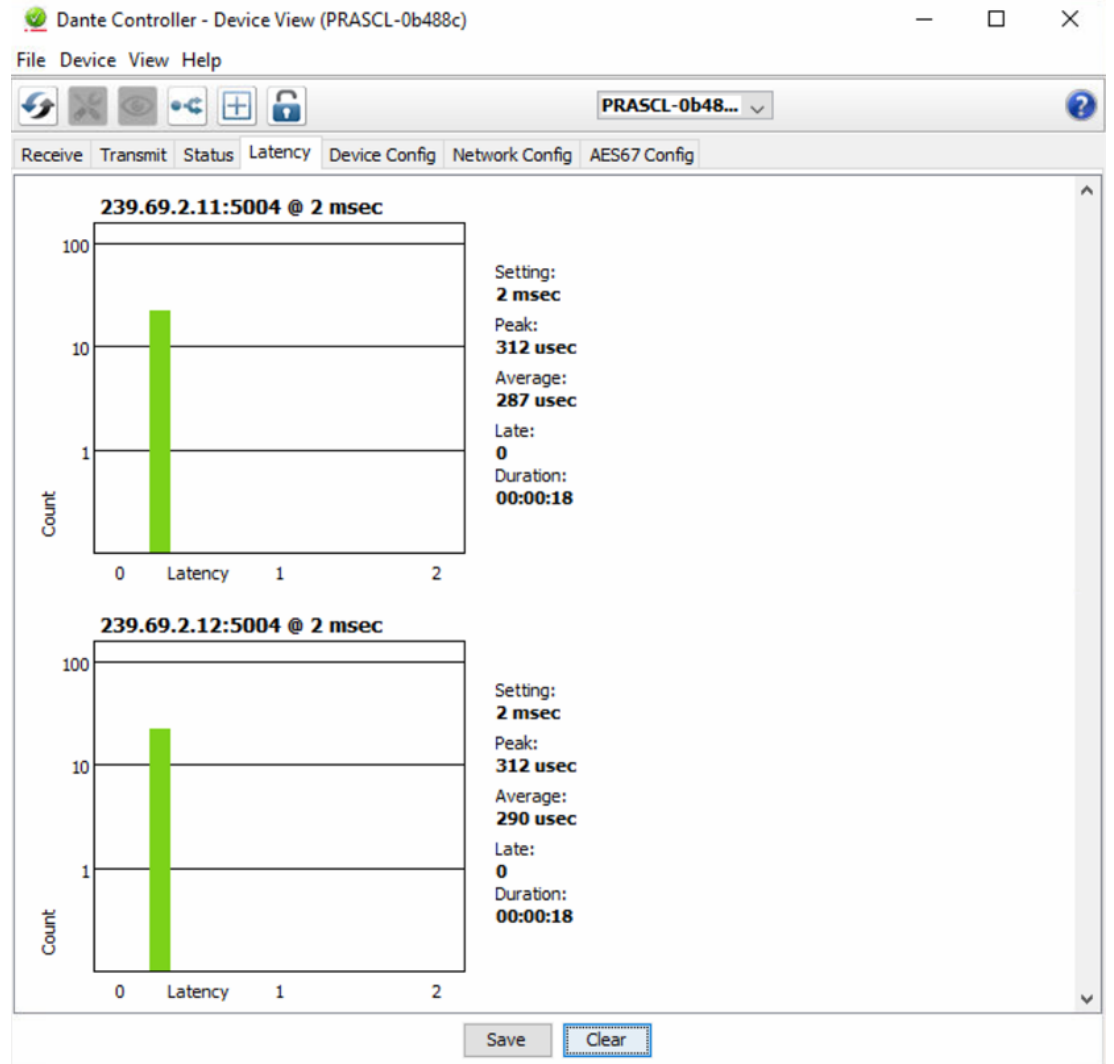 Dante Controller - Device View (PRASCL-0b488c)
File Device View Help
PRASCL-0b48...
?
Receive Transmit Status Latency Device Config Network Config AES67 Config
239.69.2.11:5004 @ 2 msec
100
10
1
Count
0 Latency 1 2
Setting:
2 msec
Peak:
312 usec
Average:
287 usec
Late:
0
Duration:
00:00:18
239.69.2.12:5004 @ 2 msec
100
10
1
Count
0 Latency 1 2
Setting:
2 msec
Peak:
312 usec
Average:
290 usec
Late:
0
Duration:
00:00:18
Save Clear